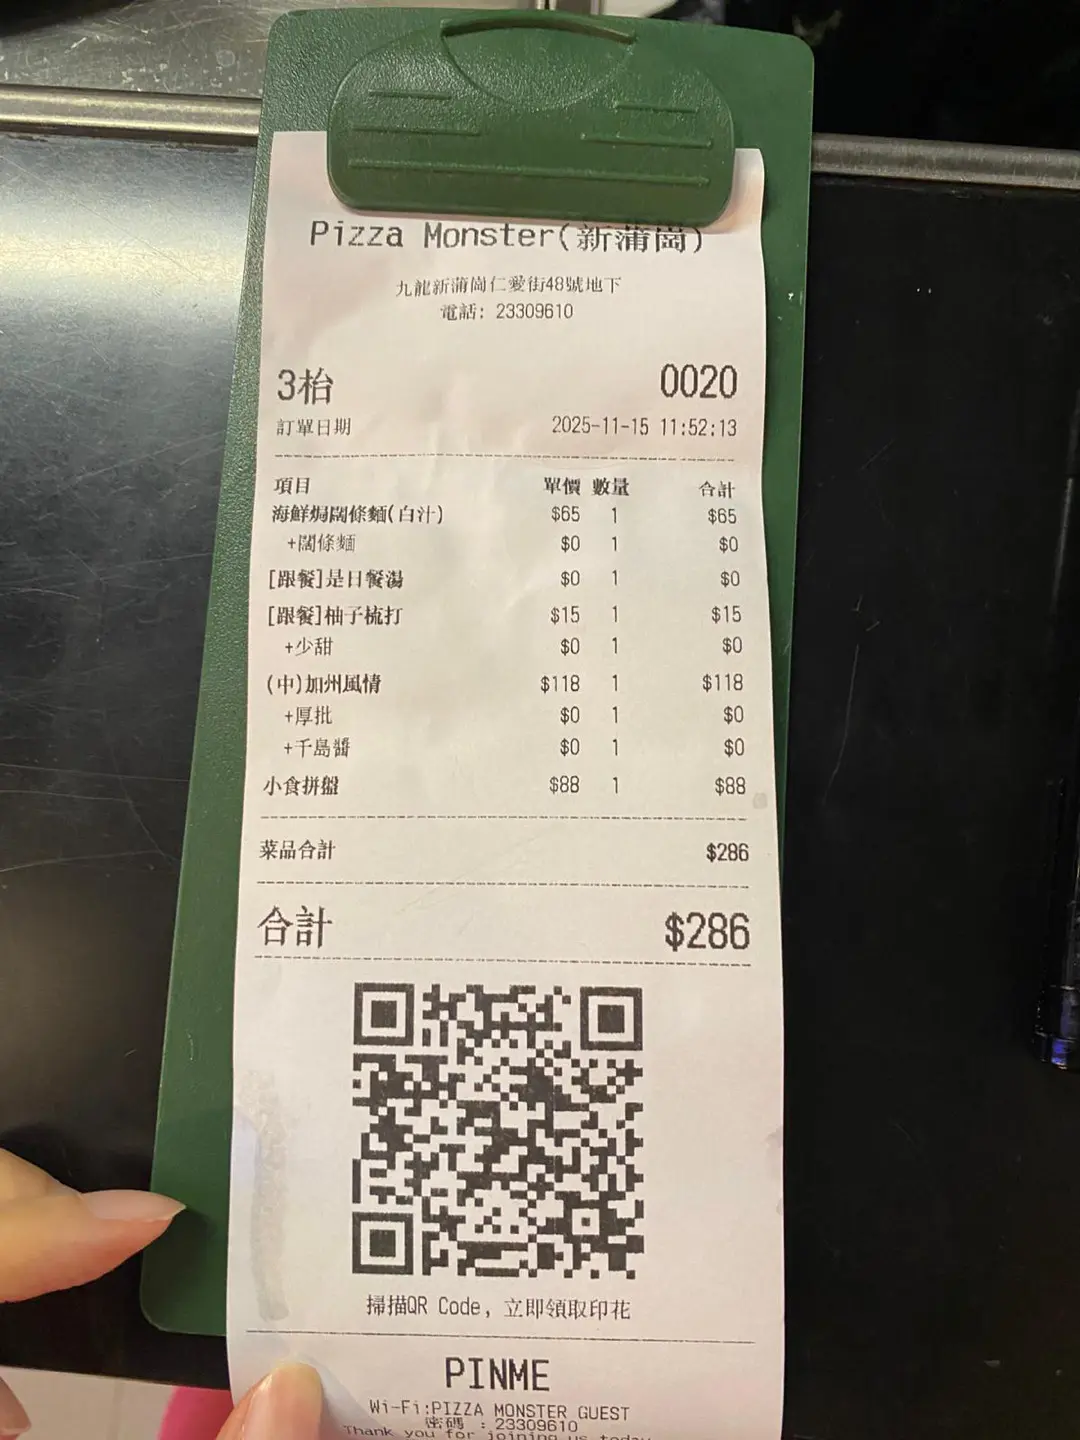 Pizza Monster(新蒲崗)
九龍新蒲崗仁愛街48號地下
電話: 23309610
3枱 0020
訂單日期 2025-11-15 11:52:13
項目 單價 數量 合計
海鮮焗闊條麵(白汁) $65 1 $65
+闊條麵 $0 1 $0
[跟餐]是日餐湯 $0 1 $0
[跟餐]柚子梳打 $15 1 $15
+少甜 $0 1 $0
(中)加州風情 $118 1 $118
+厚批 $0 1 $0
+千島醬 $0 1 $0
小食拼盤 $88 1 $88
菜品合計 $286
合計 $286
掃描QR Code, 立即領取印花
PINME
Wi-Fi:PIZZA MONSTER GUEST
密碼 : 23309610
Thank you for joining us today